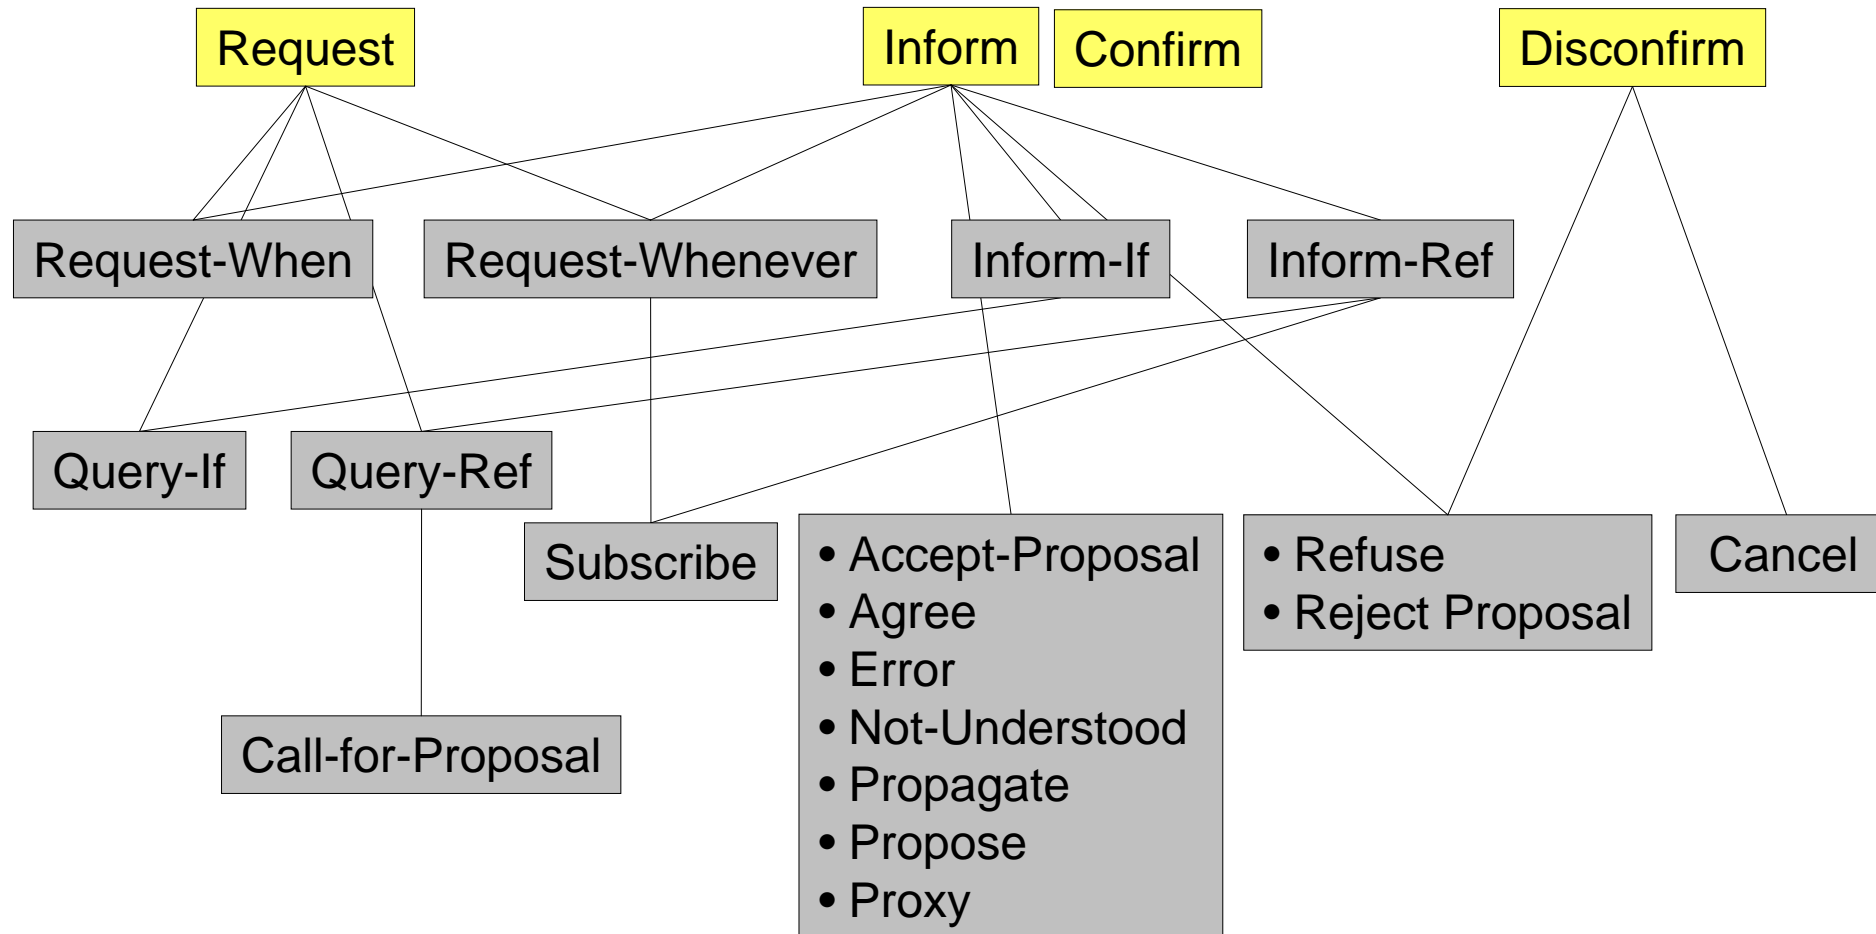 Request
Inform
Confirm
Disconfirm
Request-When
Request-Whenever
Inform-If
Inform-Ref
Query-If
Query-Ref
Subscribe
• Accept-Proposal
• Agree
• Error
• Not-Understood
• Propagate
• Propose
• Proxy
• Refuse
• Reject Proposal
Cancel
Call-for-Proposal